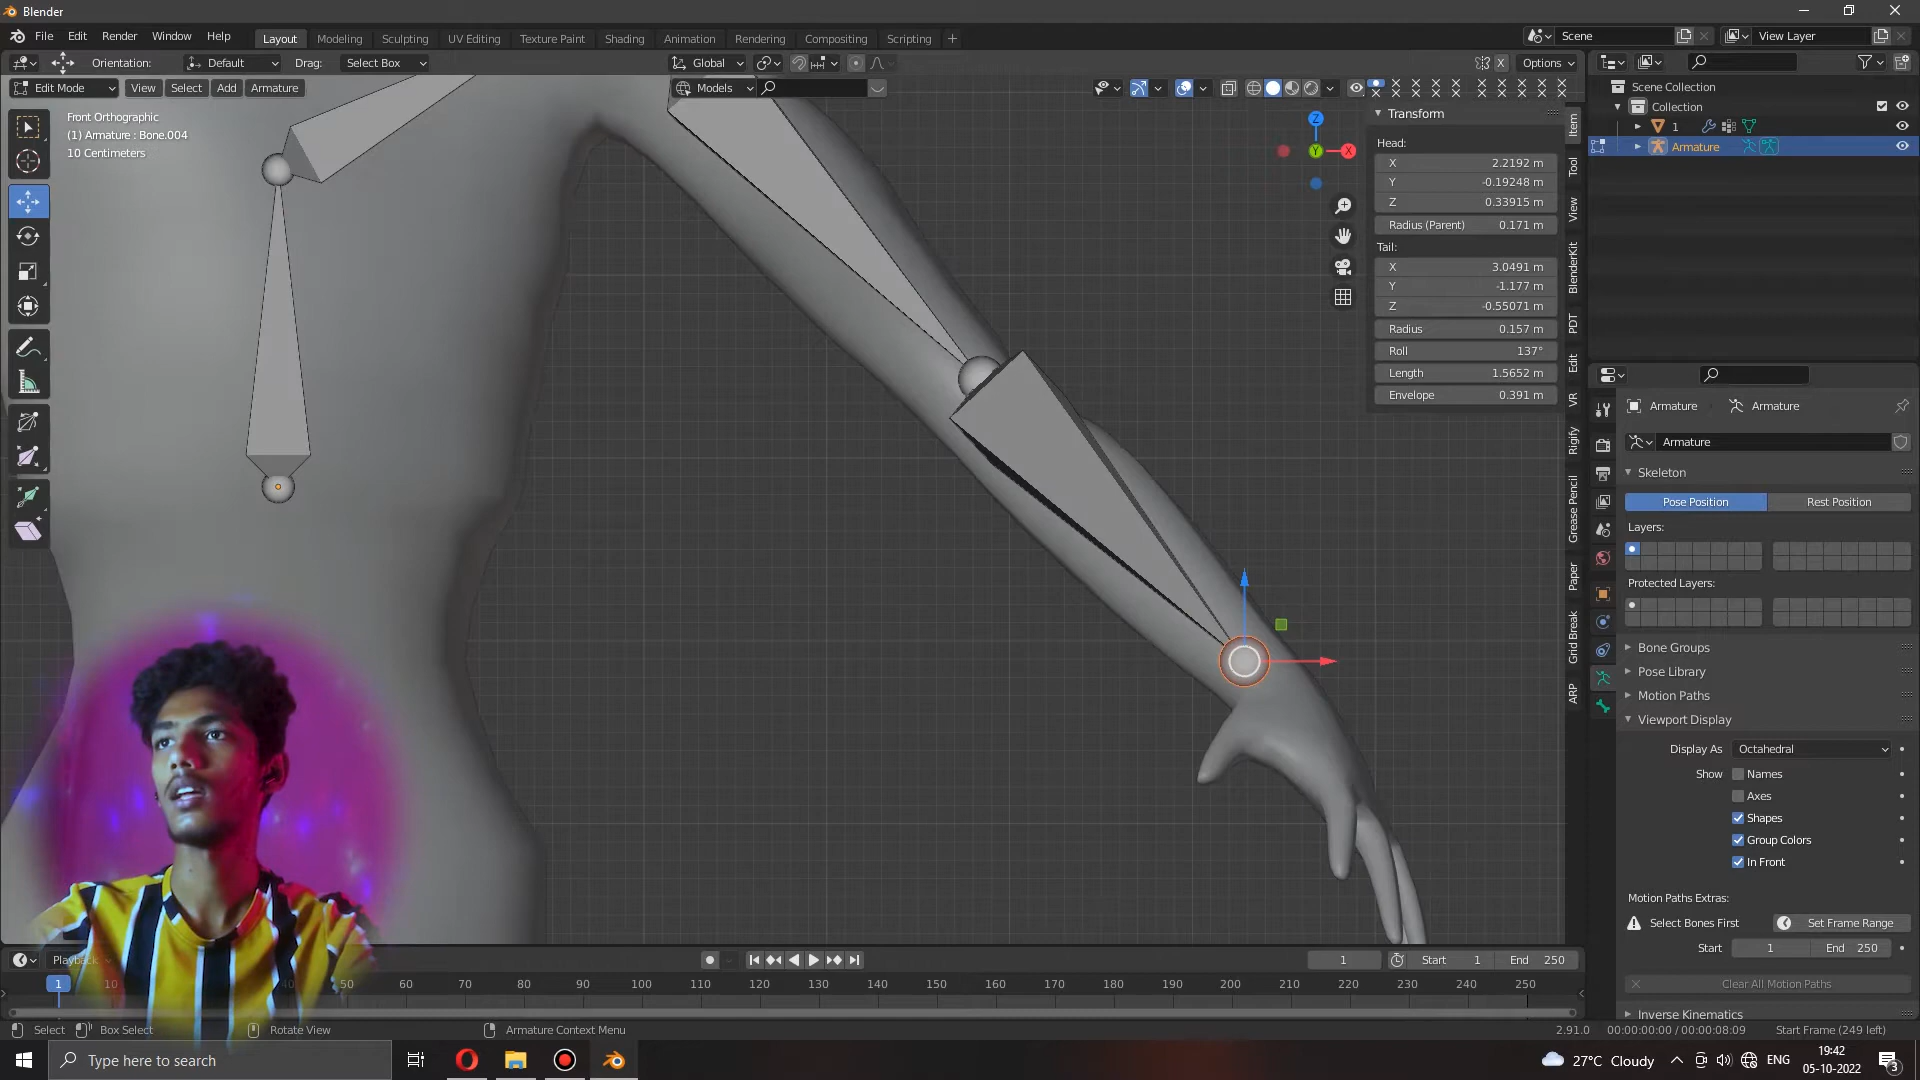 Blender
File Edit Render Window Help
Layout Modeling Sculpting UV Editing Texture Paint Shading Animation Rendering Compositing Scripting +
Scene
View Layer
Orientation: Default Drag: Select Box
Global
X
Options
Edit Mode View Select Add Armature
Models
Front Orthographic
(1) Armature : Bone.004
10 Centimeters
Z
Y
X
Transform
Head:
X 2.2192 m
Y -0.19248 m
Z 0.33915 m
Radius (Parent) 0.171 m
Tail:
X 3.0491 m
Y -1.177 m
Z -0.55071 m
Radius 0.157 m
Roll 137°
Length 1.5652 m
Envelope 0.391 m
Item
Tool
View
BlenderKit
PDT
Edit
VR
Rigify
Grease Pencil
Paper
Grid Break
ARP
Scene Collection
Collection
1
Armature
Armature Armature
Armature
Skeleton
Pose Position Rest Position
Layers:
Protected Layers:
Bone Groups
Pose Library
Motion Paths
Viewport Display
Display As Octahedral
Show Names
Axes
Shapes
Group Colors
In Front
Motion Paths Extras:
Select Bones First Set Frame Range
Start 1 End 250
Clear All Motion Paths
Inverse Kinematics
Playback
1 Start 1 End 250
1 10 40 50 60 70 80 90 100 110 120 130 140 150 160 170 180 190 200 210 220 230 240 250
Select Box Select Rotate View Armature Context Menu
2.91.0 00:00:00:00 / 00:00:08:09 Start Frame (249 left)
Type here to search
27°C Cloudy
ENG
19:42
05-10-2022
3